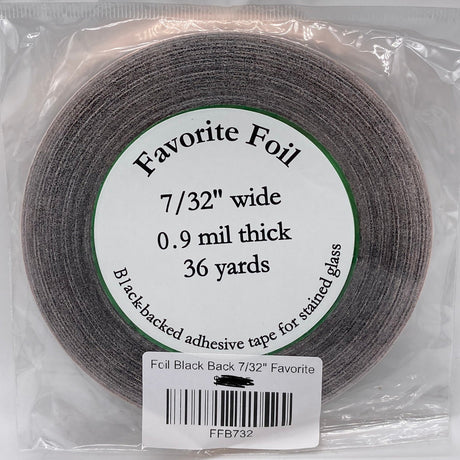 Favorite Foil
7/32" wide
0.9 mil thick
36 yards
Black-backed adhesive tape for stained glass
Foil Black Back 7/32" Favorite
FFB732